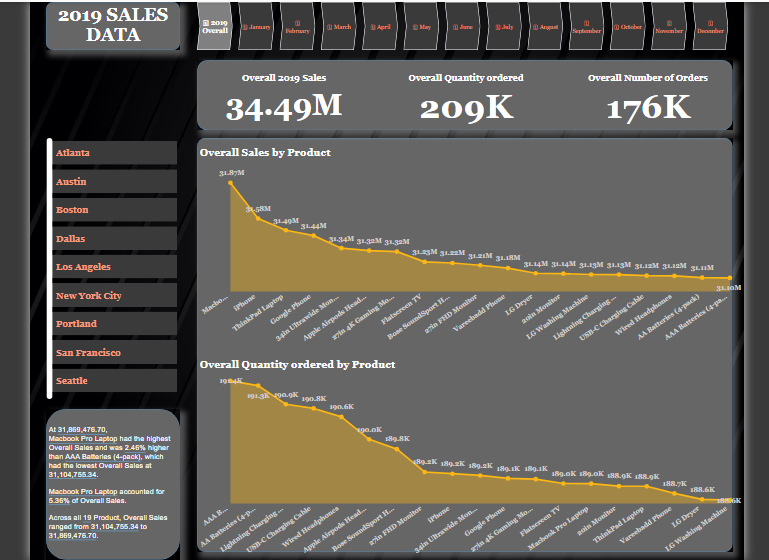 2019 SALES
DATA
2019
Overall
January
February
March
April
May
June
July
August
September
October
November
December
Overall 2019 Sales
34.49M
Overall Quantity ordered
209K
Overall Number of Orders
176K
Atlanta
Austin
Boston
Dallas
Los Angeles
New York City
Portland
San Francisco
Seattle
At 31,869,476.70,
Macbook Pro Laptop had the highest
Overall Sales and was 2.46% higher
than AAA Batteries (4-pack), which
had the lowest Overall Sales at
31,104,755.34.
Macbook Pro Laptop accounted for
5.36% of Overall Sales.
Across all 19 Product, Overall Sales
ranged from 31,104,755.34 to
31,869,476.70.
Overall Sales by Product
31.87M
31.58M
31.49M
31.44M
31.34M
31.32M
31.32M
31.23M
31.22M
31.21M
31.18M
31.14M
31.14M
31.13M
31.13M
31.12M
31.12M
31.11M
31.10M
Macbo...
iPhone
ThinkPad Laptop
Google Phone
34in Ultrawide Mon...
Apple Airpods Head...
27in 4K Gaming Mo...
Flatscreen TV
Bose SoundSport H...
27in FHD Monitor
Vareebadd Phone
LG Dryer
20in Monitor
LG Washing Machine
Lightning Charging ...
USB-C Charging Cable
Wired Headphones
AA Batteries (4-pack)
AAA Batteries (4-pa...
Overall Quantity ordered by Product
191.4K
191.3K
190.9K
190.8K
190.6K
190.0K
189.8K
189.2K
189.2K
189.2K
189.1K
189.1K
189.0K
189.0K
188.9K
188.9K
188.7K
188.6K
188.6K
AAA B...
AA Batteries (4-p...
Lightning Charging ...
USB-C Charging Cable
Wired Headphones
Apple Airpods Head...
Bose SoundSport H...
27in FHD Monitor
iPhone
34in Ultrawide Mon...
Google Phone
27in 4K Gaming Mo...
Flatscreen TV
Macbook Pro Laptop
20in Monitor
ThinkPad Laptop
Vareebadd Phone
LG Dryer
LG Washing Machine